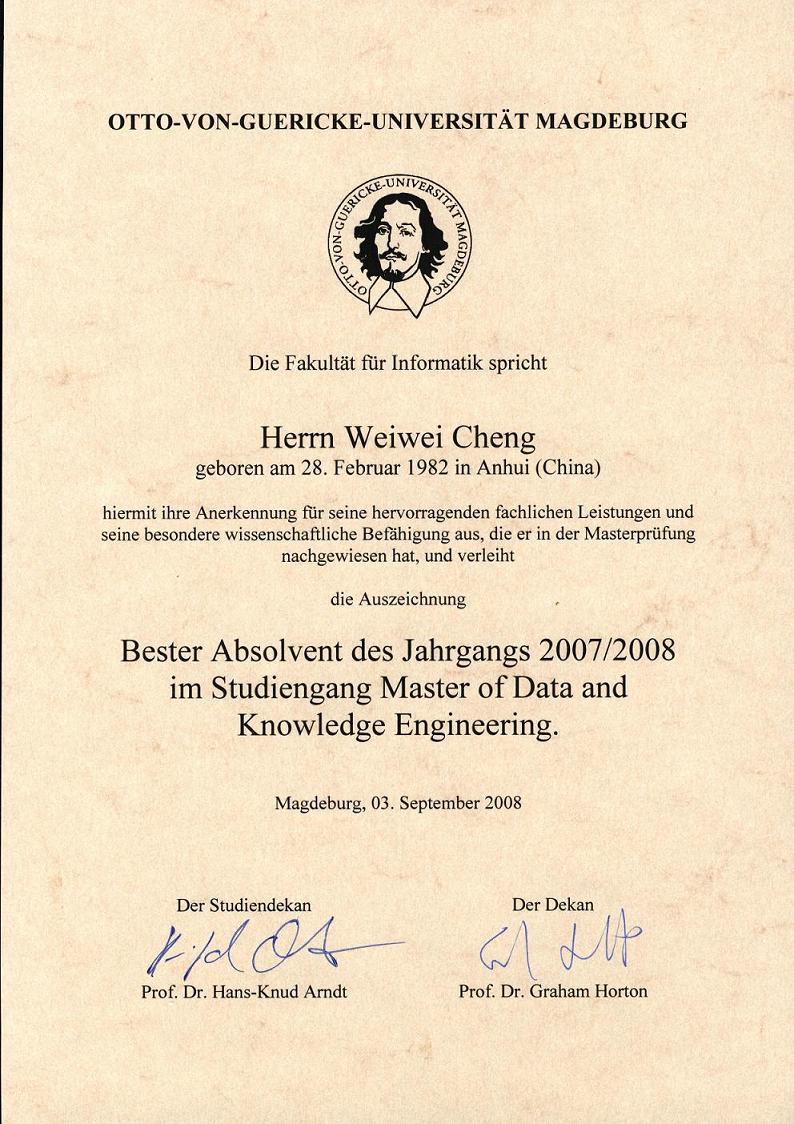 OTTO-VON-GUERICKE-UNIVERSITÄT MAGDEBURG
OTTO-VON-GUERICKE-UNIVERSITÄT MAGDEBURG
Die Fakultät für Informatik spricht
Herrn Weiwei Cheng
geboren am 28. Februar 1982 in Anhui (China)
hiermit ihre Anerkennung für seine hervorragenden fachlichen Leistungen und
seine besondere wissenschaftliche Befähigung aus, die er in der Masterprüfung
nachgewiesen hat, und verleiht
die Auszeichnung
Bester Absolvent des Jahrgangs 2007/2008
im Studiengang Master of Data and
Knowledge Engineering.
Magdeburg, 03. September 2008
Der Studiendekan
Der Dekan
Prof. Dr. Hans-Knud Arndt
Prof. Dr. Graham Horton